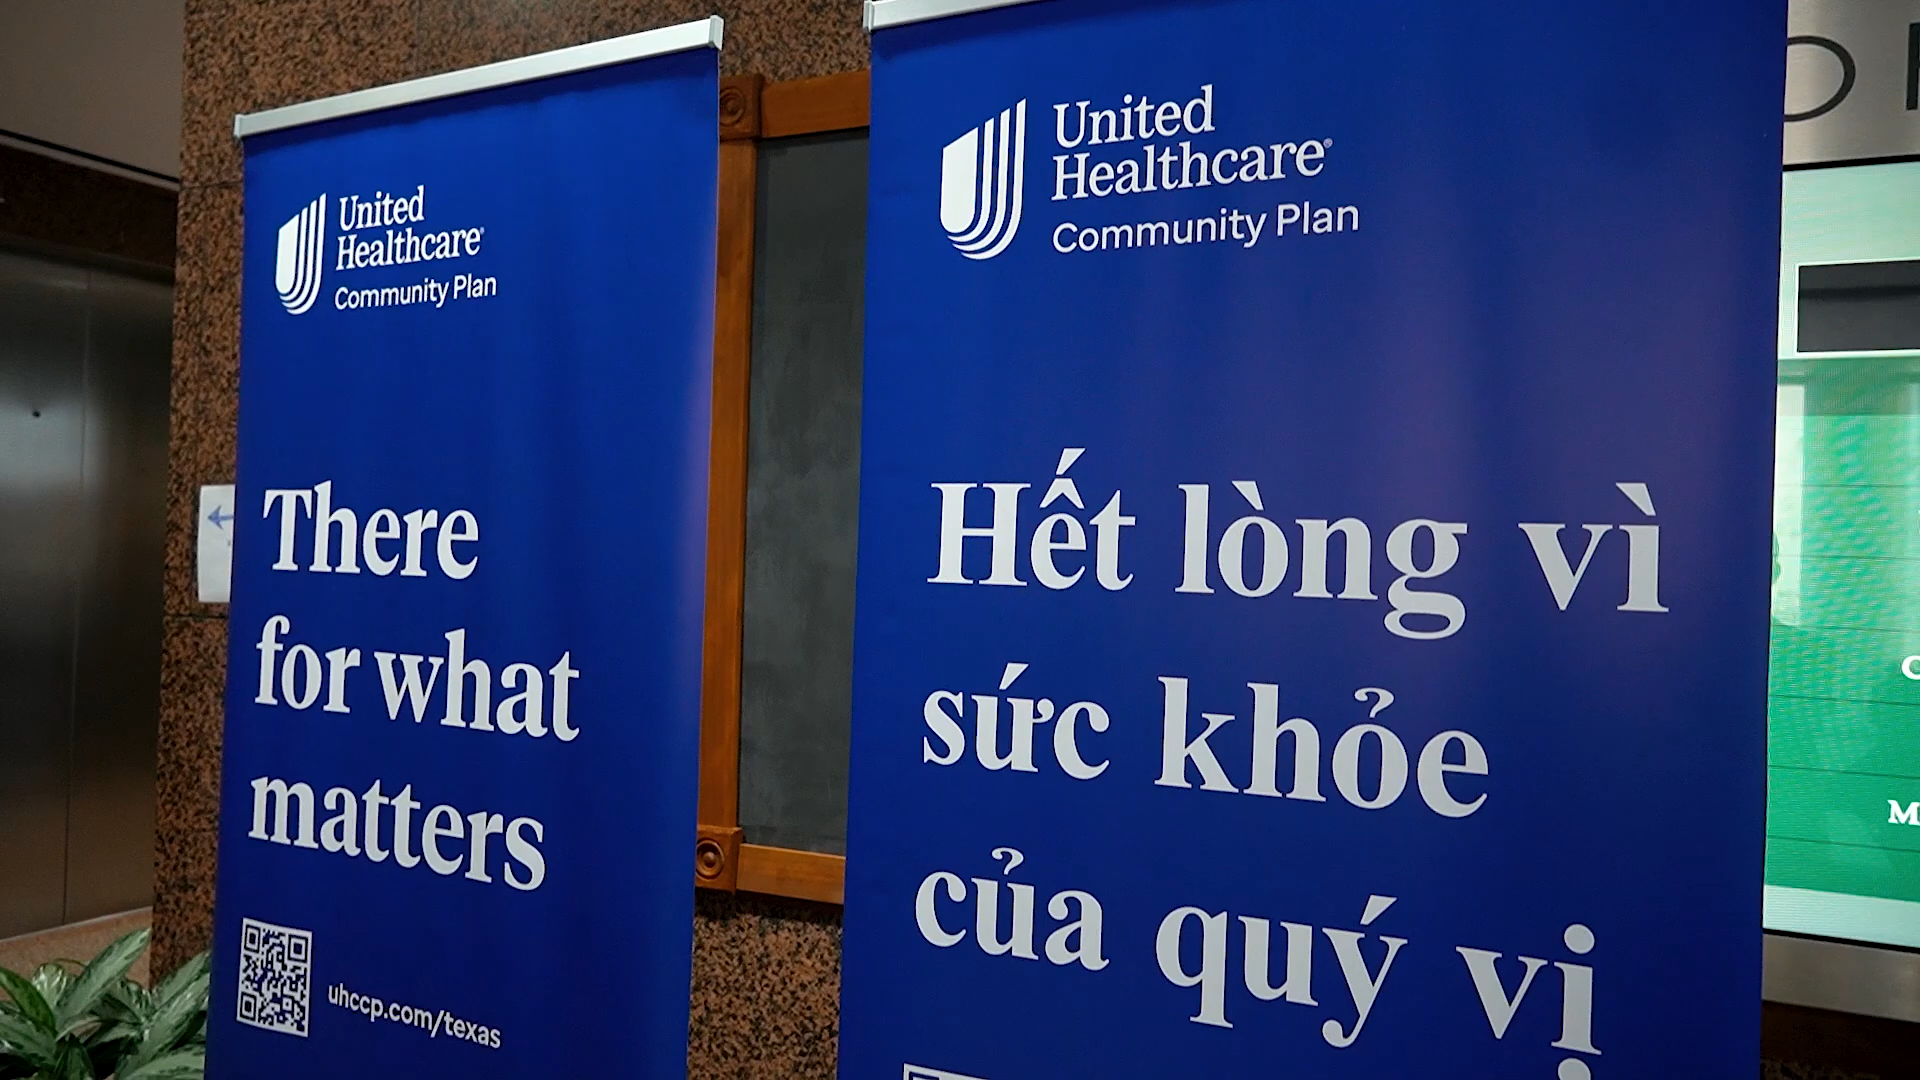 United
Healthcare®
Community Plan
There
for what
matters
uhccp.com/texas
United
Healthcare®
Community Plan
Hết lòng vì
sức khỏe
của quý vị